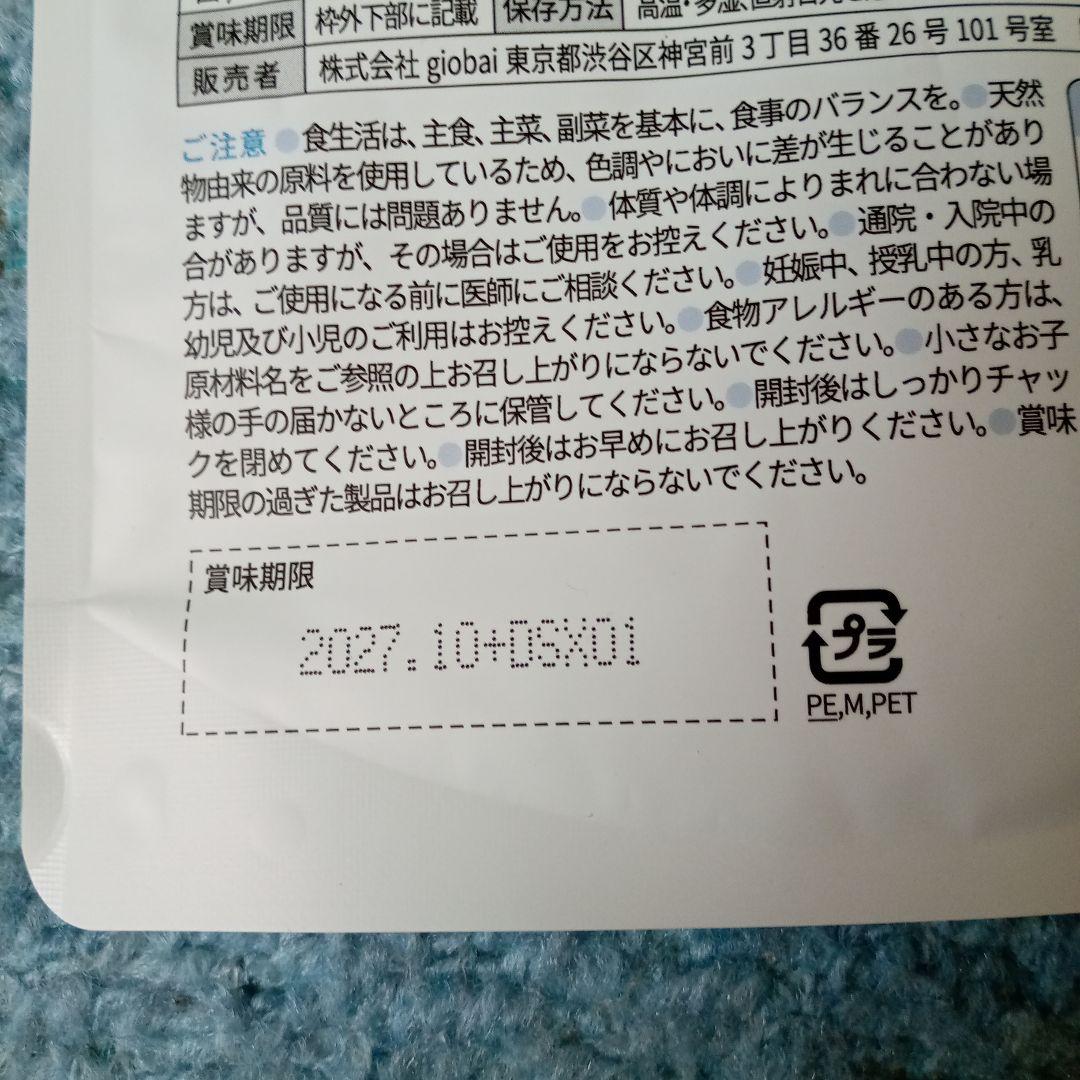 賞味期限 枠外下部に記載 保存方法 高温・多湿、直射日光
販売者 株式会社 giobai 東京都渋谷区神宮前3丁目36番26号101号室
ご注意 ●食生活は、主食、主菜、副菜を基本に、食事のバランスを。●天然
物由来の原料を使用しているため、色調やにおいに差が生じることがあり
ますが、品質には問題ありません。●体質や体調によりまれに合わない場
合がありますが、その場合はご使用をお控えください。●通院・入院中の
方は、ご使用になる前に医師にご相談ください。●妊娠中、授乳中の方、乳
幼児及び小児のご利用はお控えください。●食物アレルギーのある方は、
原材料名をご参照の上お召し上がりにならないでください。●小さなお子
様の手の届かないところに保管してください。●開封後はしっかりチャッ
クを閉めてください。●開封後はお早めにお召し上がりください。●賞味
期限の過ぎた製品はお召し上がりにならないでください。
賞味期限
2027.10+DSX01
プラ
PE,M,PET